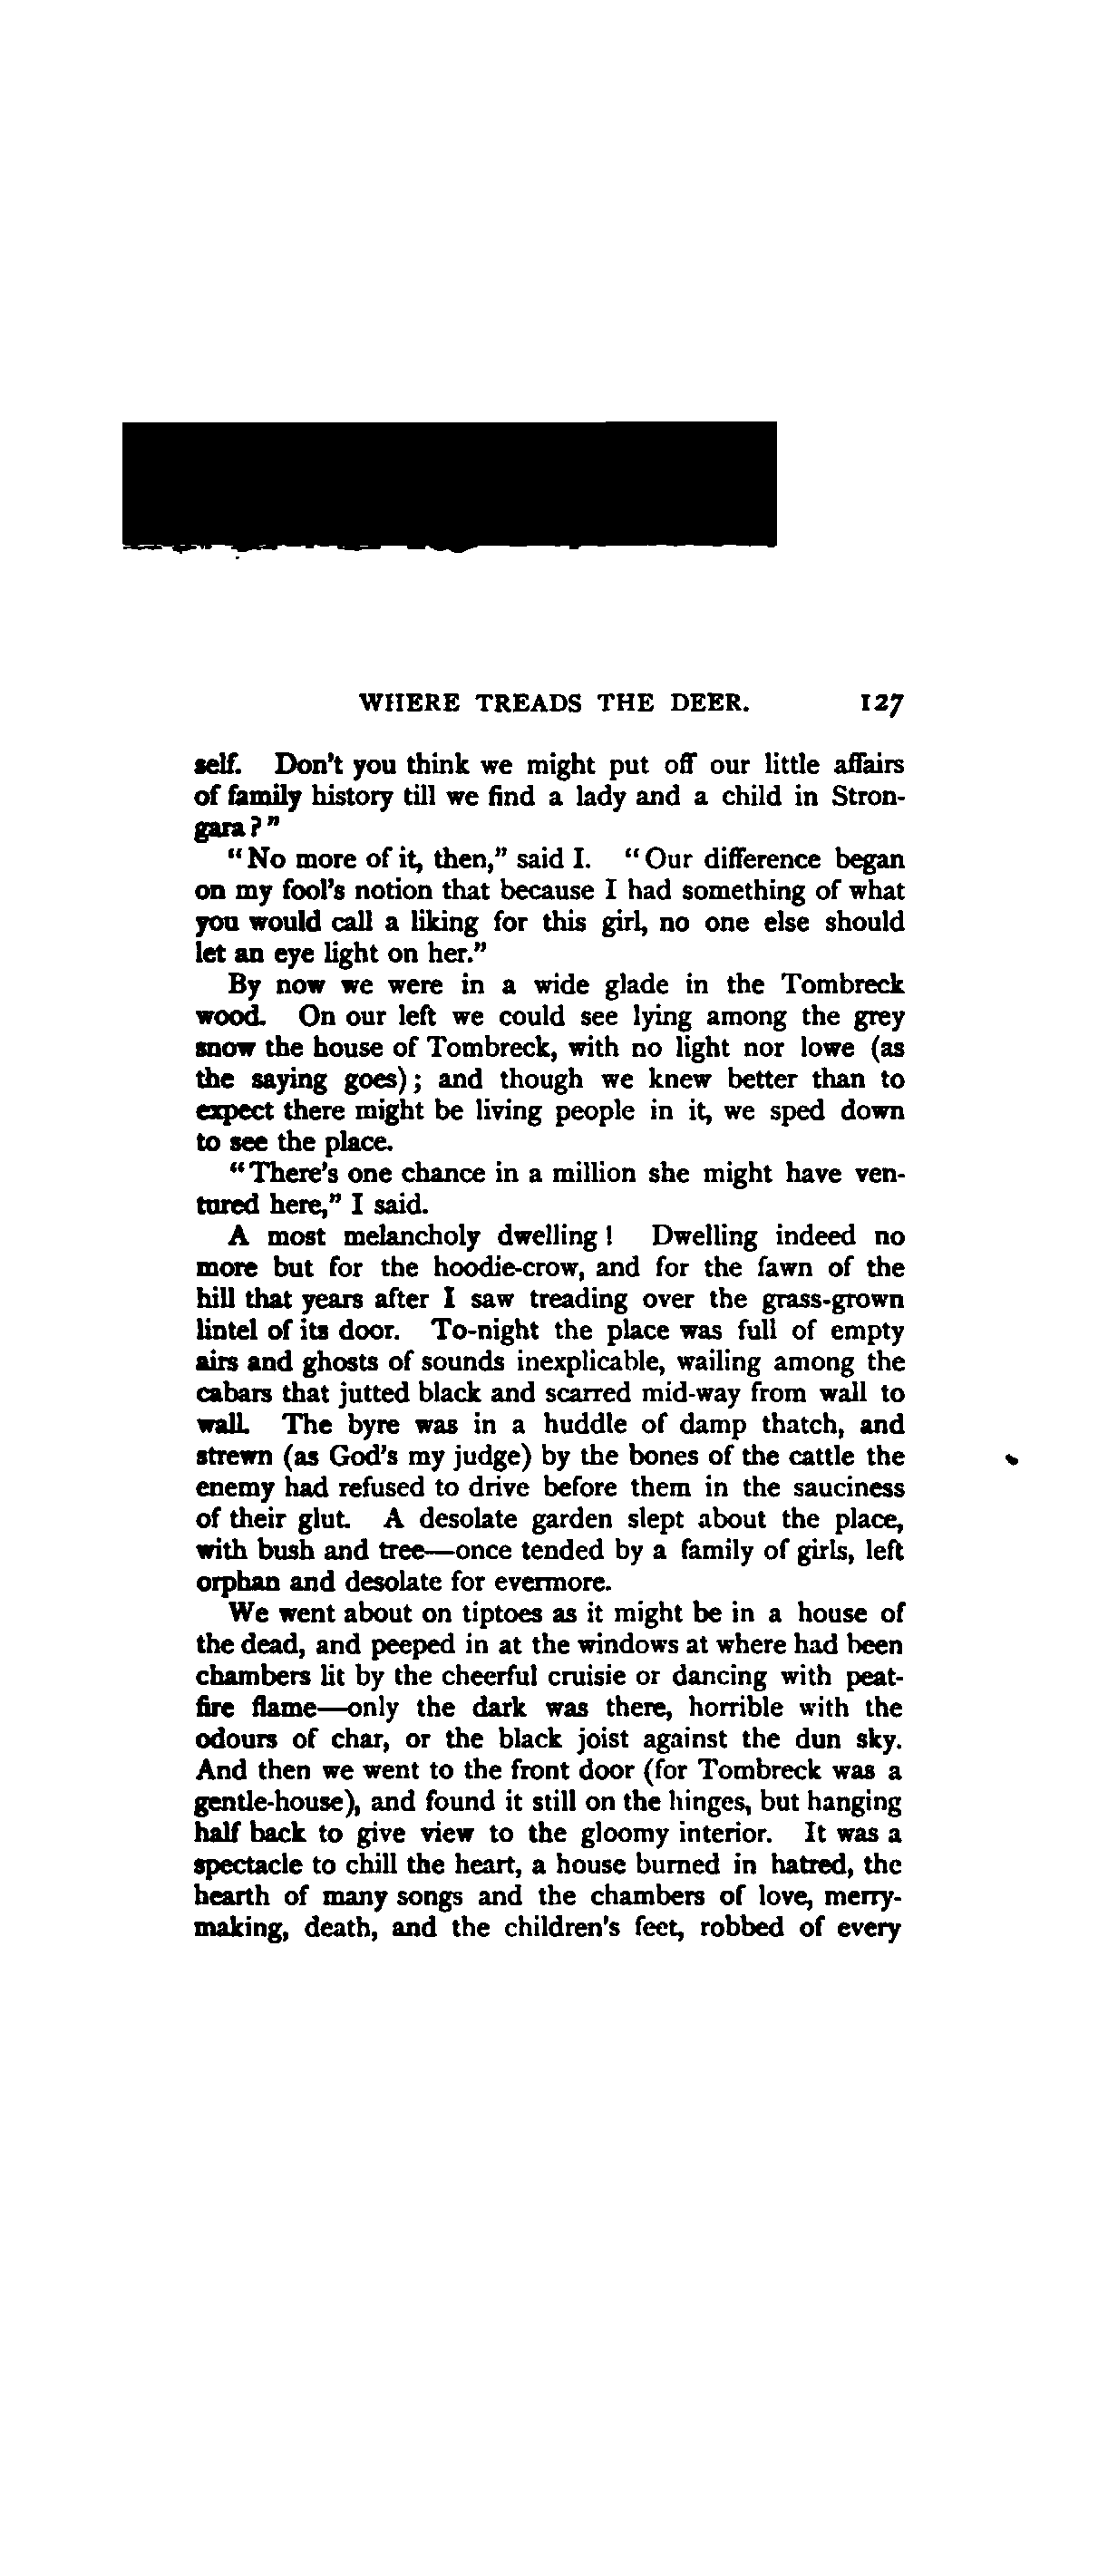 WHERE TREADS THE DEER. 127
self. Don't you think we might put off our little affairs
of family history till we find a lady and a child in Stron-
gara?"
"No more of it, then," said I. "Our difference began
on my fool's notion that because I had something of what
you would call a liking for this girl, no one else should
let an eye light on her."
By now we were in a wide glade in the Tombreck
wood. On our left we could see lying among the grey
snow the house of Tombreck, with no light nor lowe (as
the saying goes); and though we knew better than to
expect there might be living people in it, we sped down
to see the place.
"There's one chance in a million she might have ven-
tured here," I said.
A most melancholy dwelling! Dwelling indeed no
more but for the hoodie-crow, and for the fawn of the
hill that years after I saw treading over the grass-grown
lintel of its door. To-night the place was full of empty
airs and ghosts of sounds inexplicable, wailing among the
cabars that jutted black and scarred mid-way from wall to
wall. The byre was in a huddle of damp thatch, and
strewn (as God's my judge) by the bones of the cattle the
enemy had refused to drive before them in the sauciness
of their glut. A desolate garden slept about the place,
with bush and tree—once tended by a family of girls, left
orphan and desolate for evermore.
We went about on tiptoes as it might be in a house of
the dead, and peeped in at the windows at where had been
chambers lit by the cheerful cruisie or dancing with peat-
fire flame—only the dark was there, horrible with the
odours of char, or the black joist against the dun sky.
And then we went to the front door (for Tombreck was a
gentle-house), and found it still on the hinges, but hanging
half back to give view to the gloomy interior. It was a
spectacle to chill the heart, a house burned in hatred, the
hearth of many songs and the chambers of love, merry-
making, death, and the children's feet, robbed of every